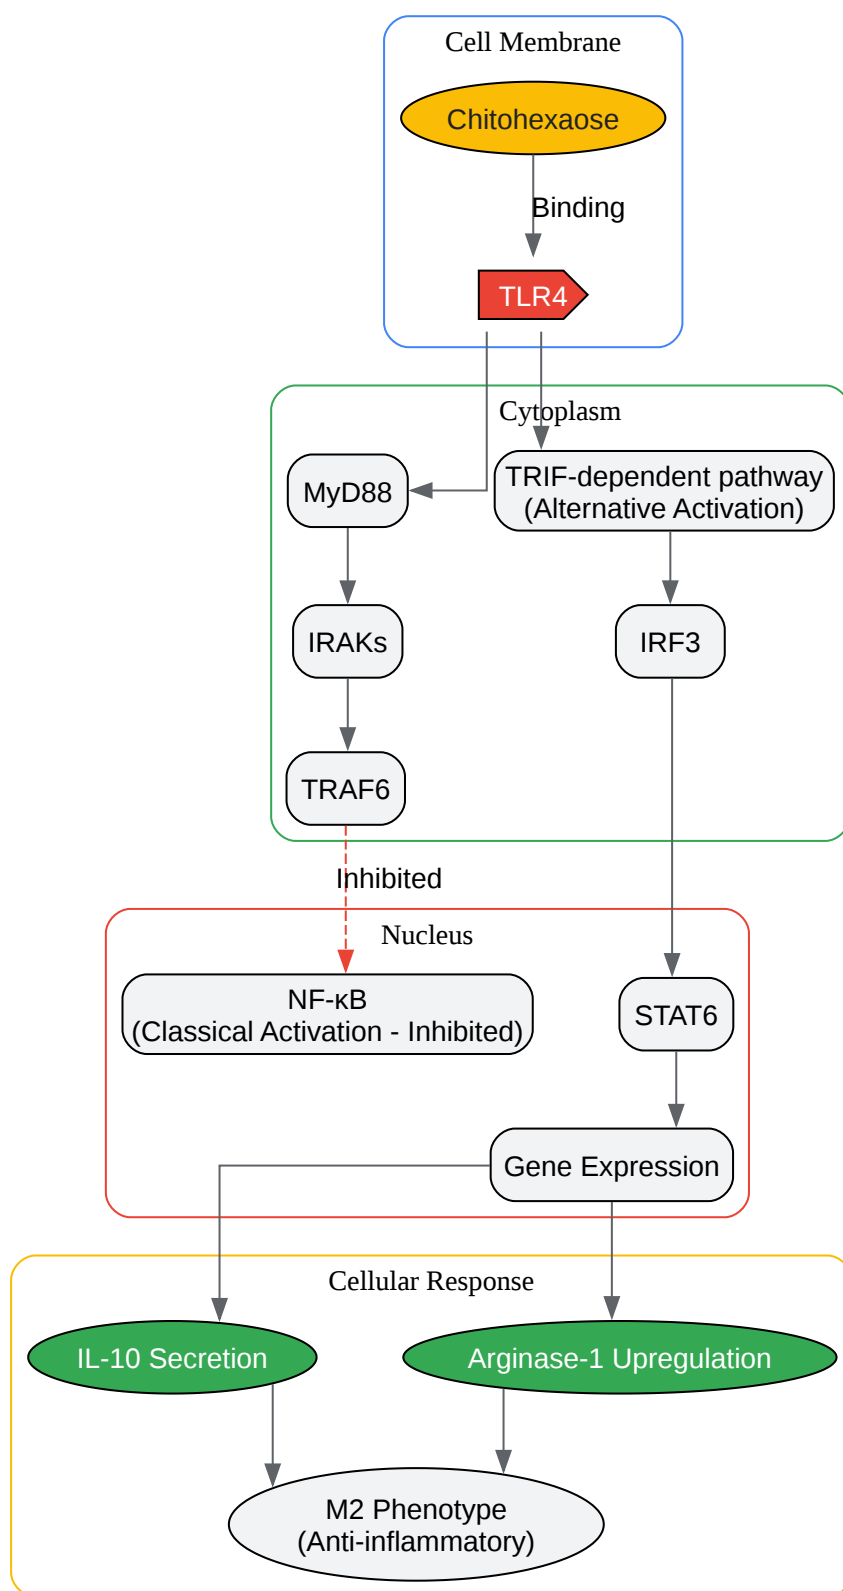 Cell Membrane
Chitohexaose
Binding
TLR4
Cytoplasm
MyD88
TRIF-dependent pathway
(Alternative Activation)
IRAKs
IRF3
TRAF6
Inhibited
Nucleus
NF-κB
(Classical Activation - Inhibited)
STAT6
Gene Expression
Cellular Response
IL-10 Secretion
Arginase-1 Upregulation
M2 Phenotype
(Anti-inflammatory)